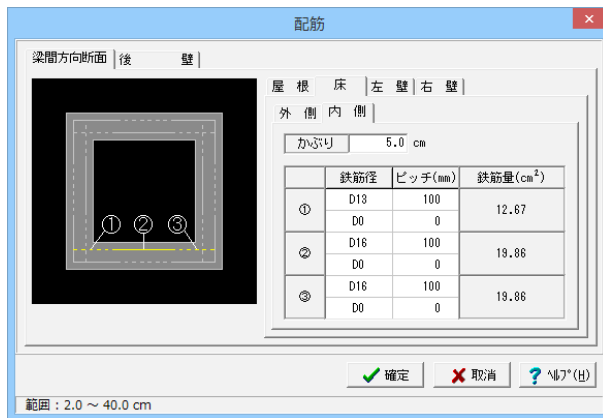 配筋
梁間方向断面 後 壁
屋 根 床 左 壁 右 壁
外 側 内 側
かぶり 5.0 cm
鉄筋径 ピッチ(mm) 鉄筋量(cm²)
① D13 100 12.67
D0 0
② D16 100 19.86
D0 0
③ D16 100 19.86
D0 0
① ② ③
確定 取消 ? ﾍﾙﾌﾟ(H)
範囲：2.0 ～ 40.0 cm